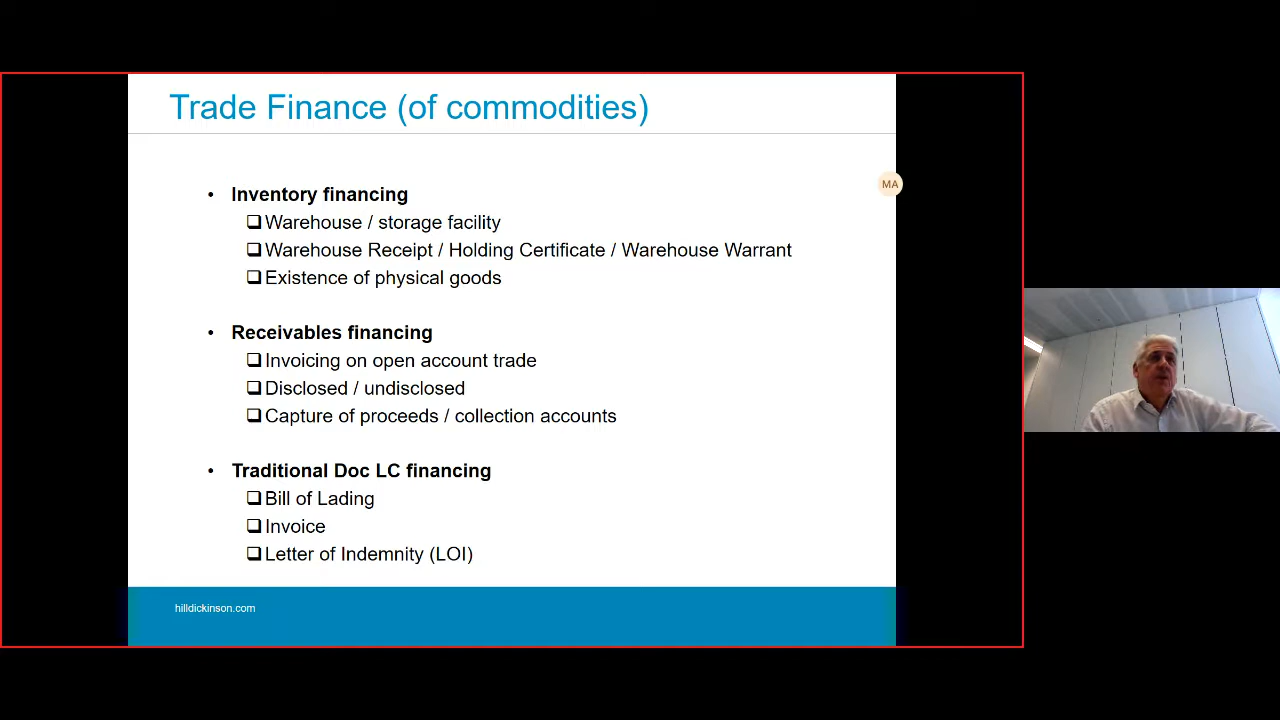 Trade Finance (of commodities)
MA
• Inventory financing
❑ Warehouse / storage facility
❑ Warehouse Receipt / Holding Certificate / Warehouse Warrant
❑ Existence of physical goods
• Receivables financing
❑ Invoicing on open account trade
❑ Disclosed / undisclosed
❑ Capture of proceeds / collection accounts
• Traditional Doc LC financing
❑ Bill of Lading
❑ Invoice
❑ Letter of Indemnity (LOI)
hilldickinson.com